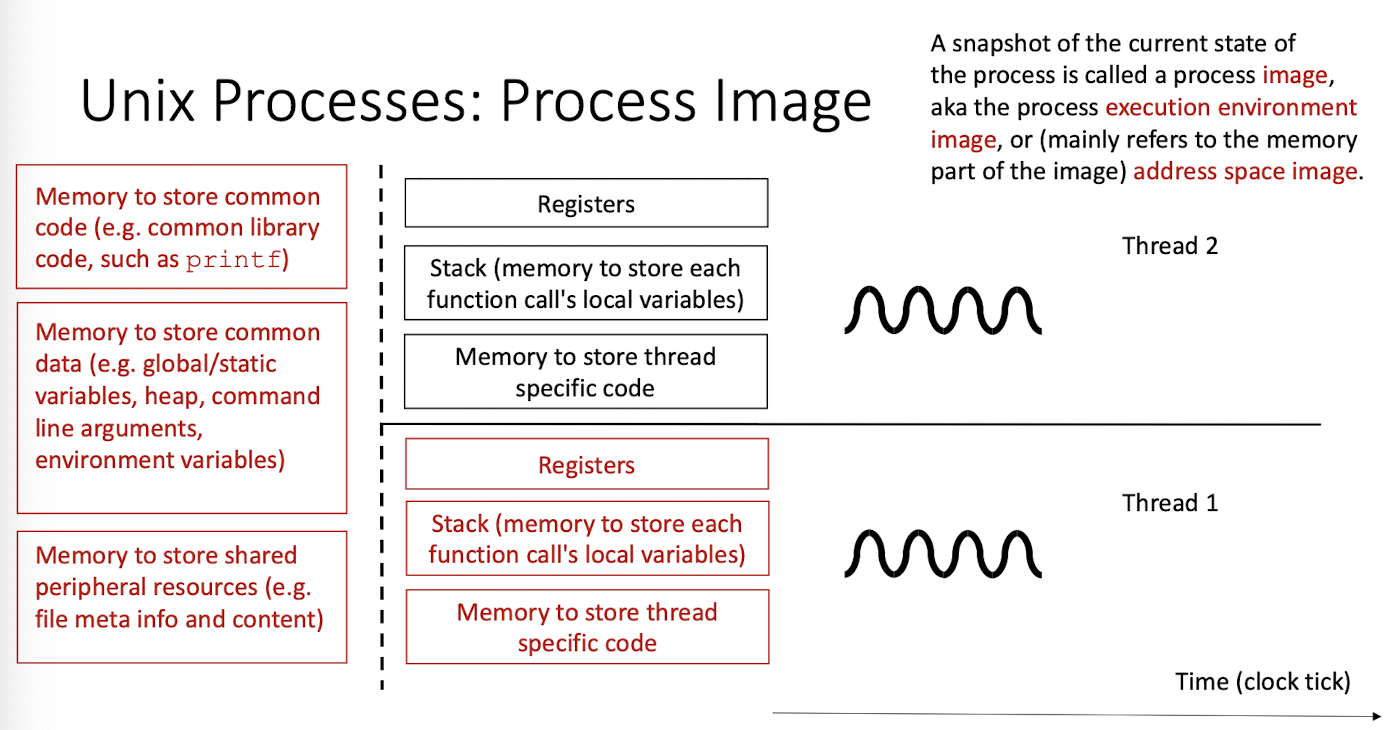 Unix Processes: Process Image
A snapshot of the current state of
the process is called a process image,
aka the process execution environment
image, or (mainly refers to the memory
part of the image) address space image.
Memory to store common
code (e.g. common library
code, such as printf)
Memory to store common
data (e.g. global/static
variables, heap, command
line arguments,
environment variables)
Memory to store shared
peripheral resources (e.g.
file meta info and content)
Registers
Stack (memory to store each
function call's local variables)
Memory to store thread
specific code
Thread 2
Registers
Stack (memory to store each
function call's local variables)
Memory to store thread
specific code
Thread 1
Time (clock tick)